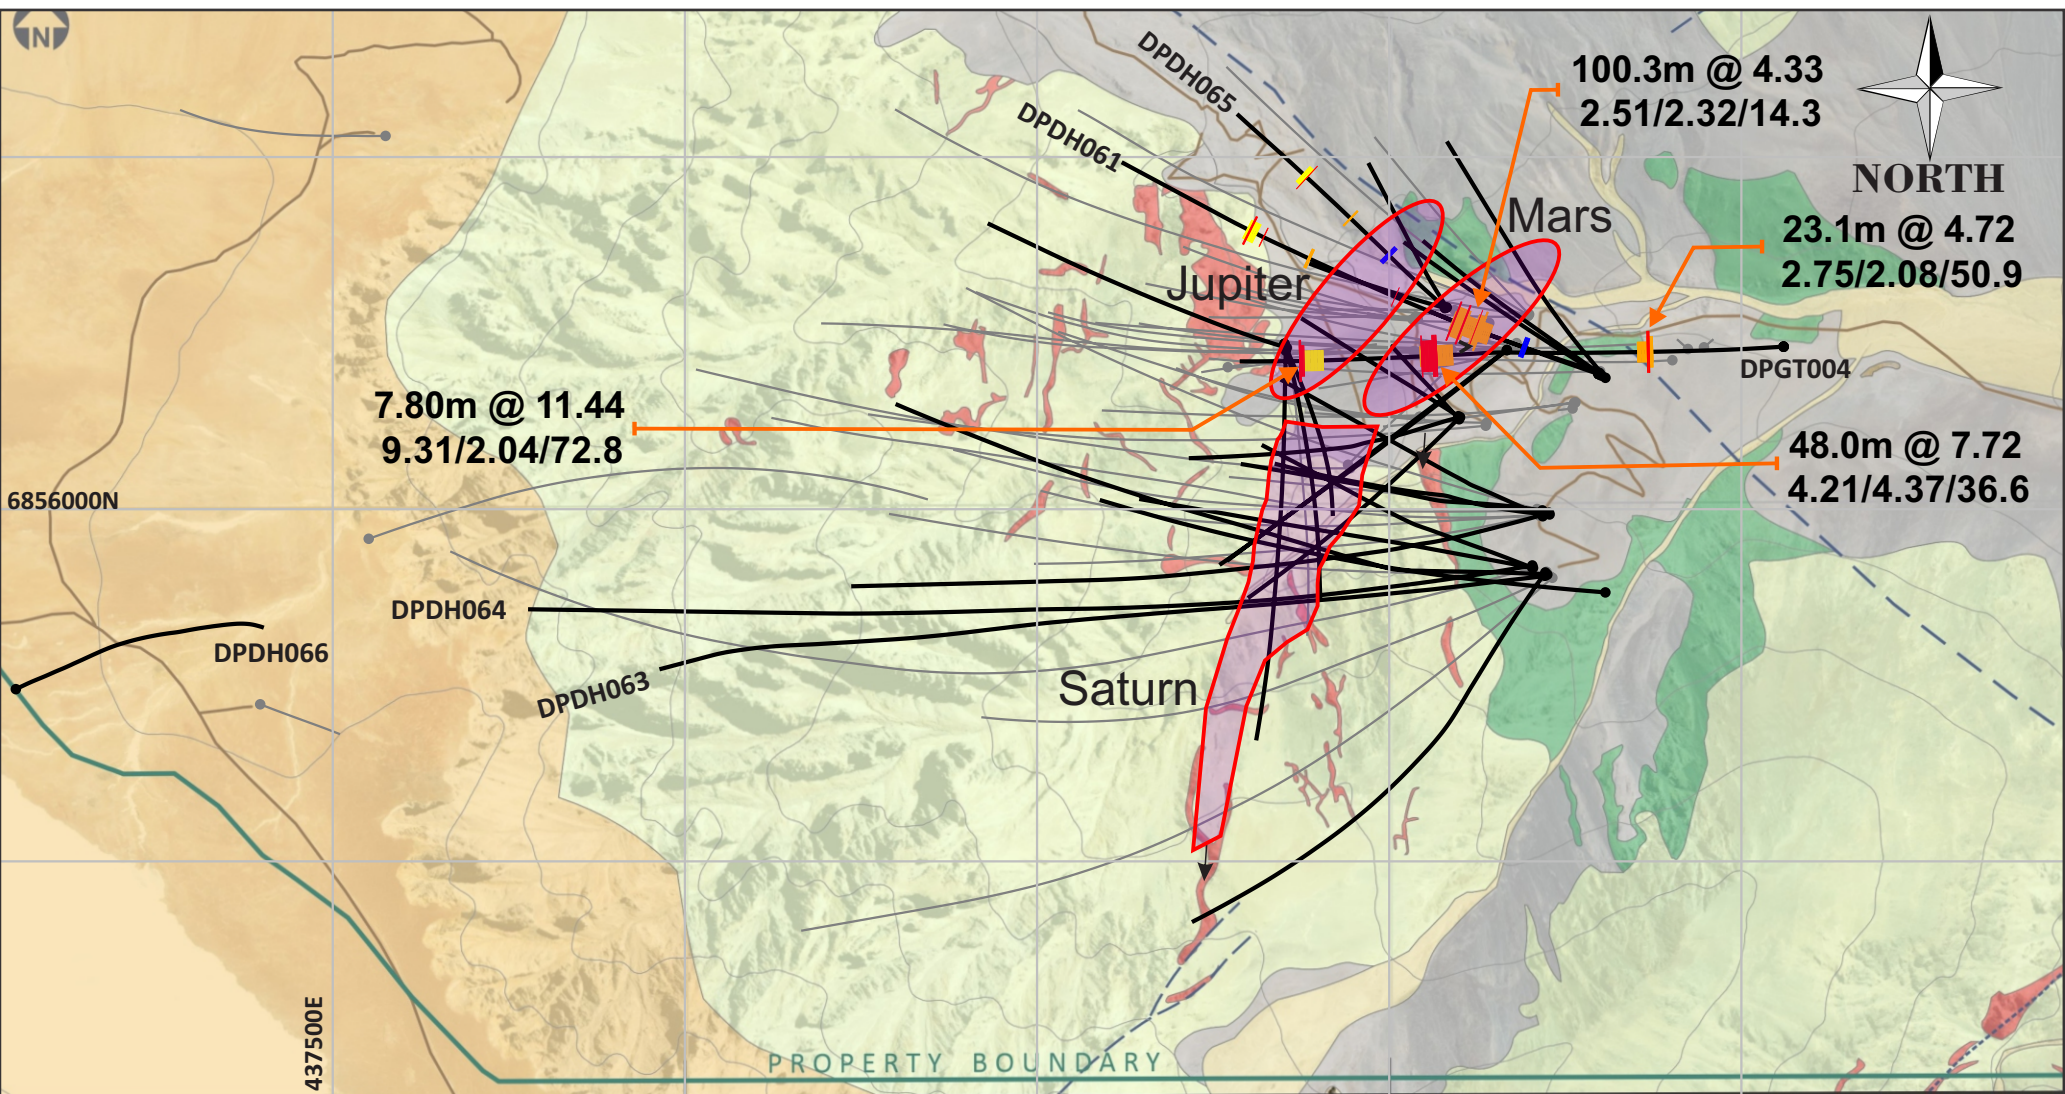 N
DPDH065
DPDH061
100.3m @ 4.33
2.51/2.32/14.3
NORTH
Mars
23.1m @ 4.72
2.75/2.08/50.9
Jupiter
DPGT004
7.80m @ 11.44
9.31/2.04/72.8
48.0m @ 7.72
4.21/4.37/36.6
6856000N
DPDH064
DPDH066
DPDH063
Saturn
437500E
PROPERTY BOUNDARY